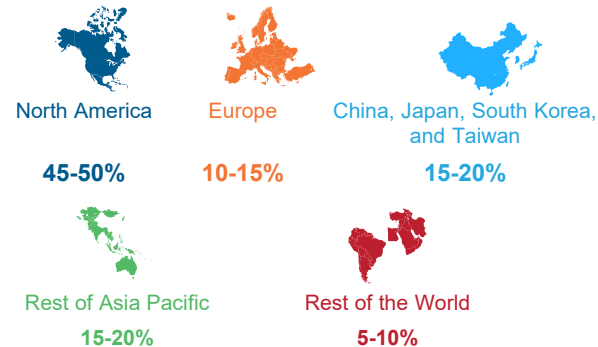 North America
Europe
China, Japan, South Korea,
and Taiwan
45-50%
10-15%
15-20%
Rest of Asia Pacific
Rest of the World
15-20%
5-10%